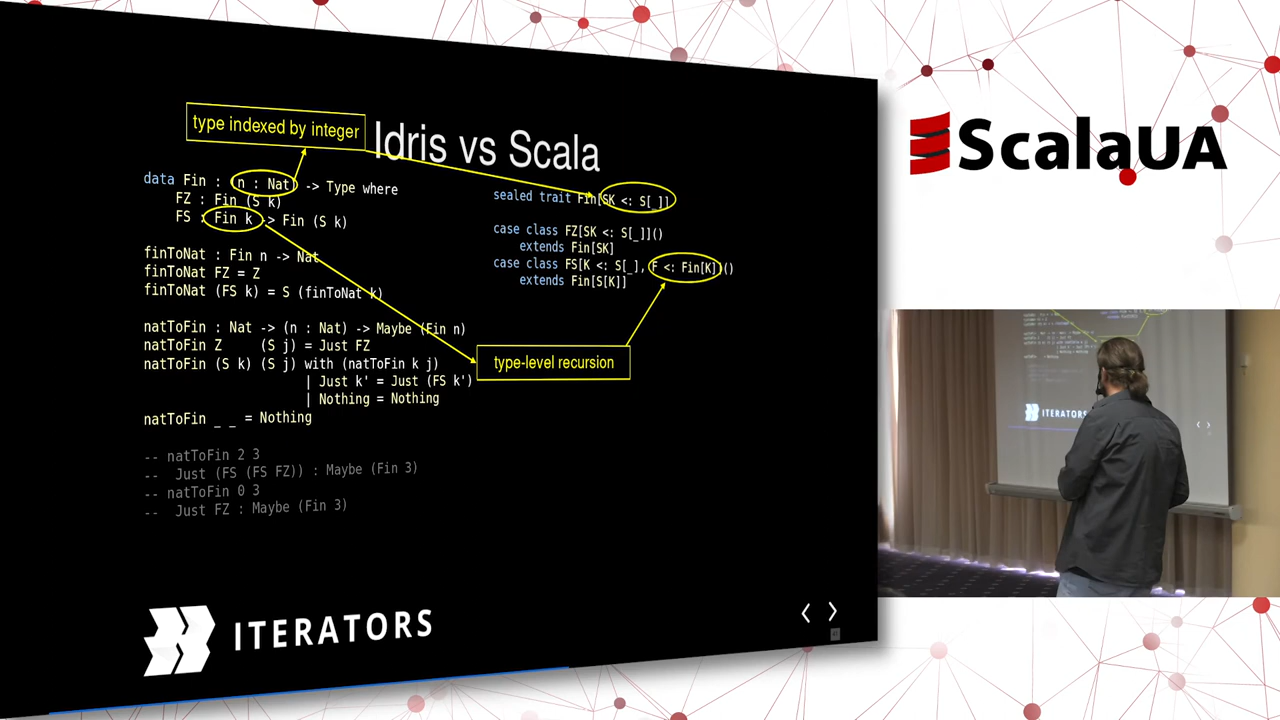 type indexed by integer
Idris vs Scala
data Fin : (n : Nat) -> Type where
FZ : Fin (S k)
FS : Fin k -> Fin (S k)
finToNat : Fin n -> Nat
finToNat FZ = Z
finToNat (FS k) = S (finToNat k)
natToFin : Nat -> (n : Nat) -> Maybe (Fin n)
natToFin Z (S j) = Just FZ
natToFin (S k) (S j) with (natToFin k j)
| Just k' = Just (FS k')
| Nothing = Nothing
natToFin _ _ = Nothing
-- natToFin 2 3
-- Just (FS (FS FZ)) : Maybe (Fin 3)
-- natToFin 0 3
-- Just FZ : Maybe (Fin 3)
sealed trait Fin[SK <: S[_]]
case class FZ[SK <: S[_]]()
extends Fin[SK]
case class FS[K <: S[_], F <: Fin[K]]()
extends Fin[S[K]]
type-level recursion
ITERATORS
ScalaUA
ITERATORS